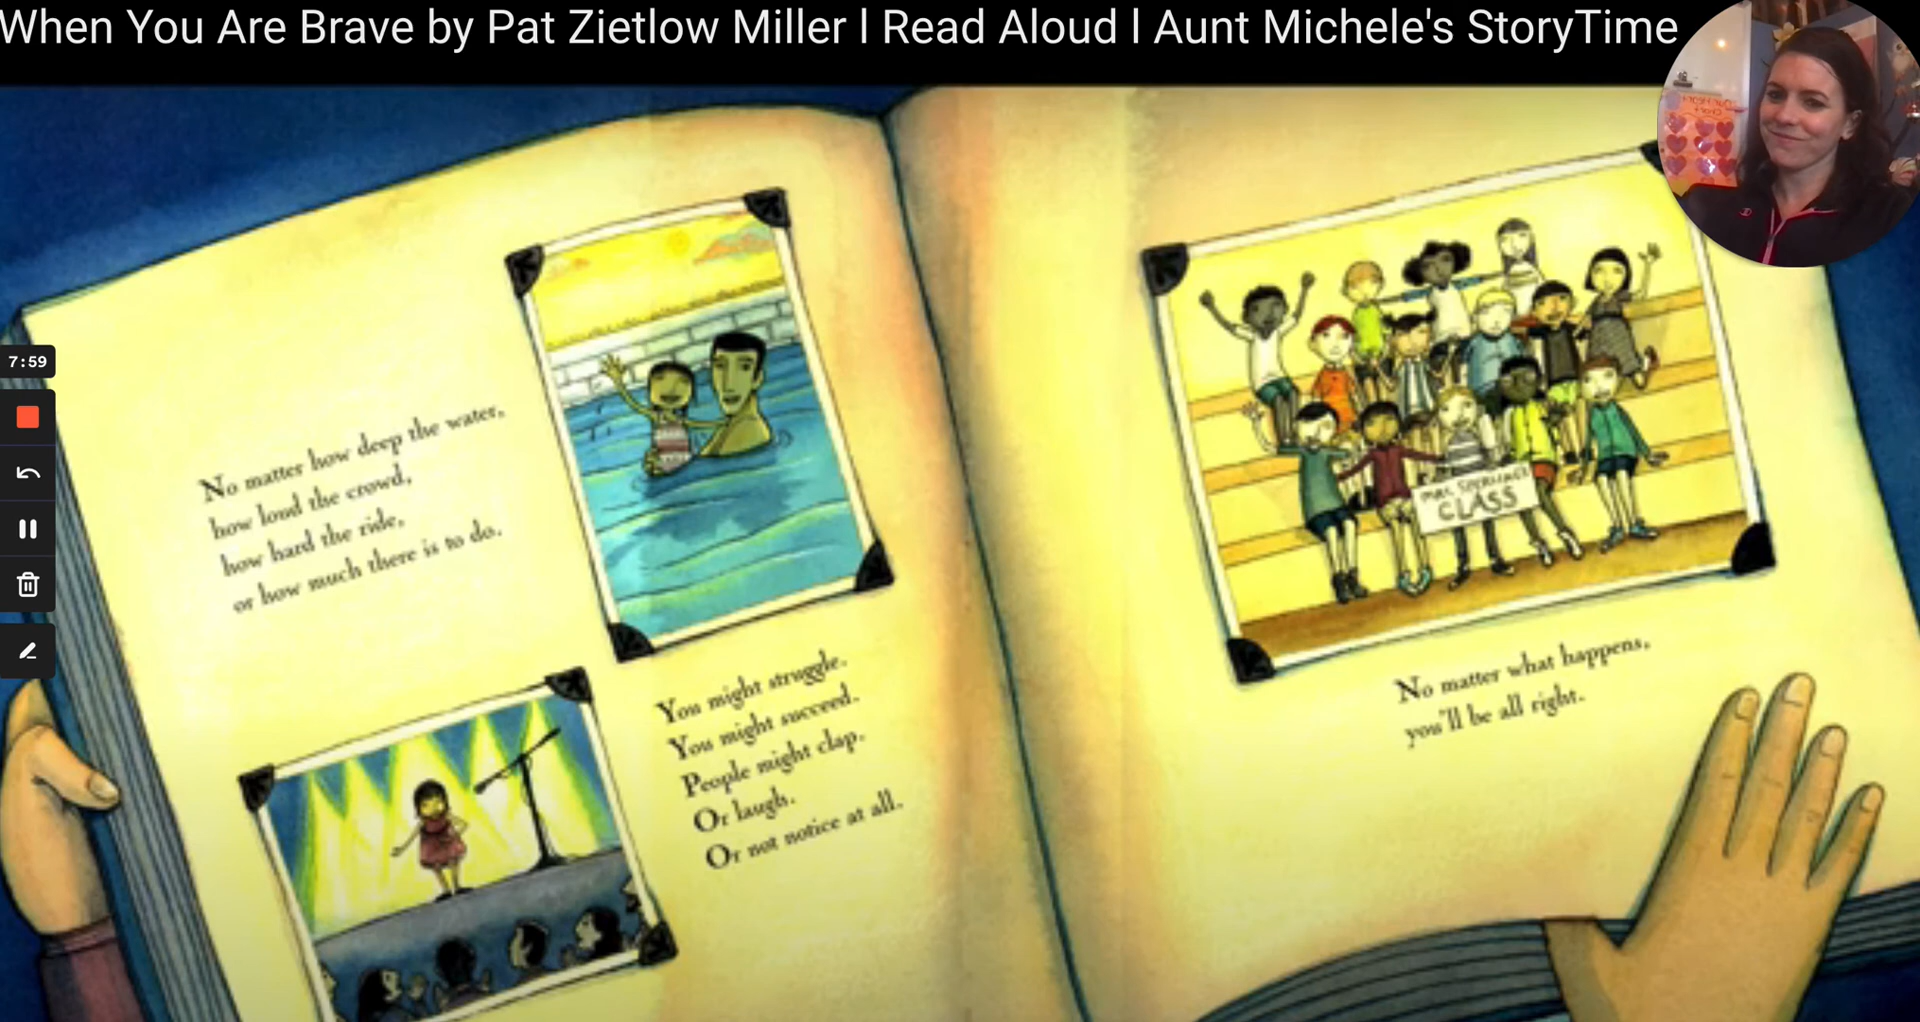 When You Are Brave by Pat Zietlow Miller l Read Aloud l Aunt Michele's StoryTime
7:59
No matter how deep the water,
how loud the crowd,
how hard the ride,
or how much there is to do.
You might struggle.
You might succeed.
People might clap.
Or laugh.
Or not notice at all.
CLASS
No matter what happens,
you'll be all right.